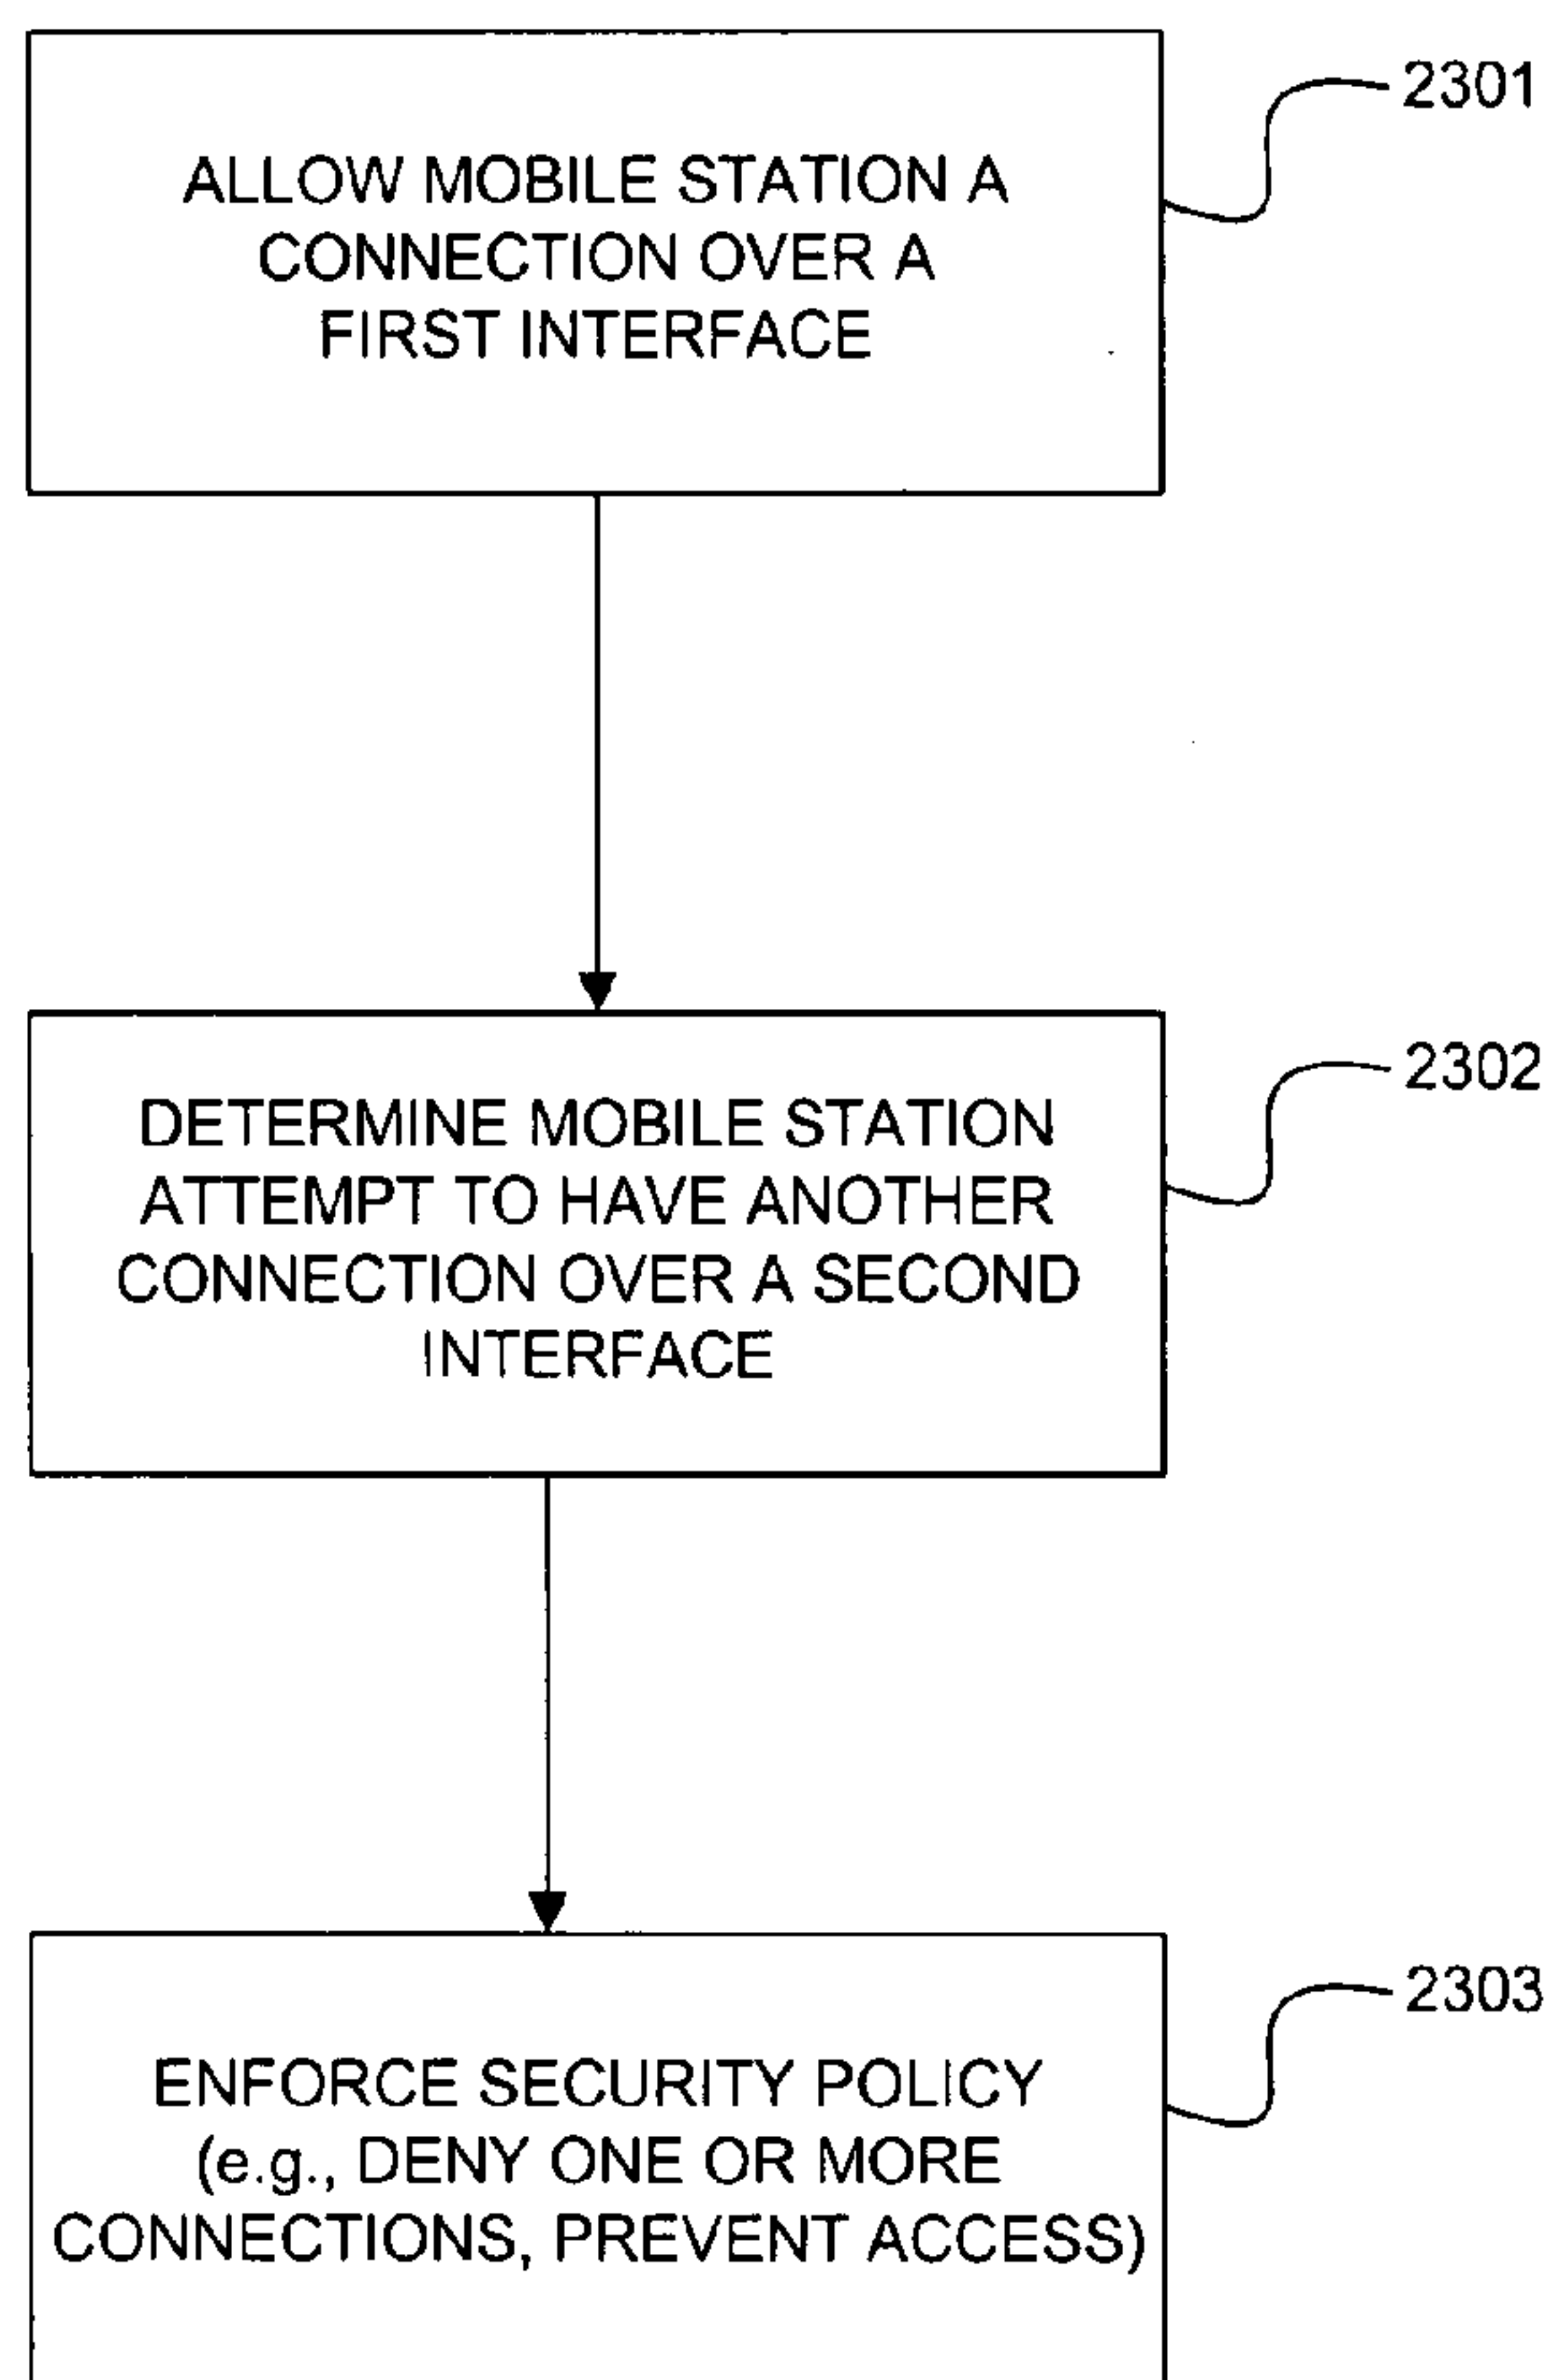 2301
ALLOW MOBILE STATION A
CONNECTION OVER A
FIRST INTERFACE
2302
DETERMINE MOBILE STATION
ATTEMPT TO HAVE ANOTHER
CONNECTION OVER A SECOND
INTERFACE
2303
ENFORCE SECURITY POLICY
(e.g., DENY ONE OR MORE
CONNECTIONS, PREVENT ACCESS)